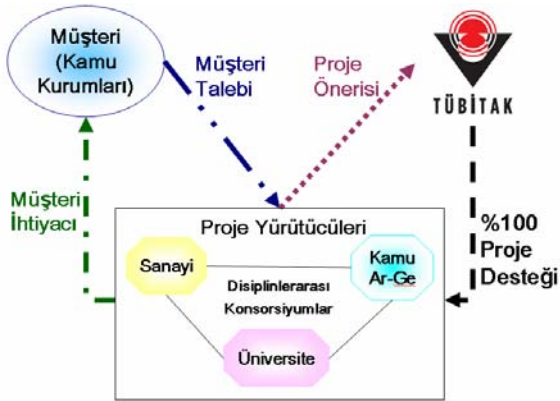 Müşteri
(Kamu
Kurumları)
Müşteri
Talebi
Proje
Önerisi
TÜBİTAK
Müşteri
İhtiyacı
%100
Proje
Desteği
Proje Yürütücüleri
Sanayi
Kamu
Ar-Ge
Disiplinlerarası
Konsorsiyumlar
Üniversite